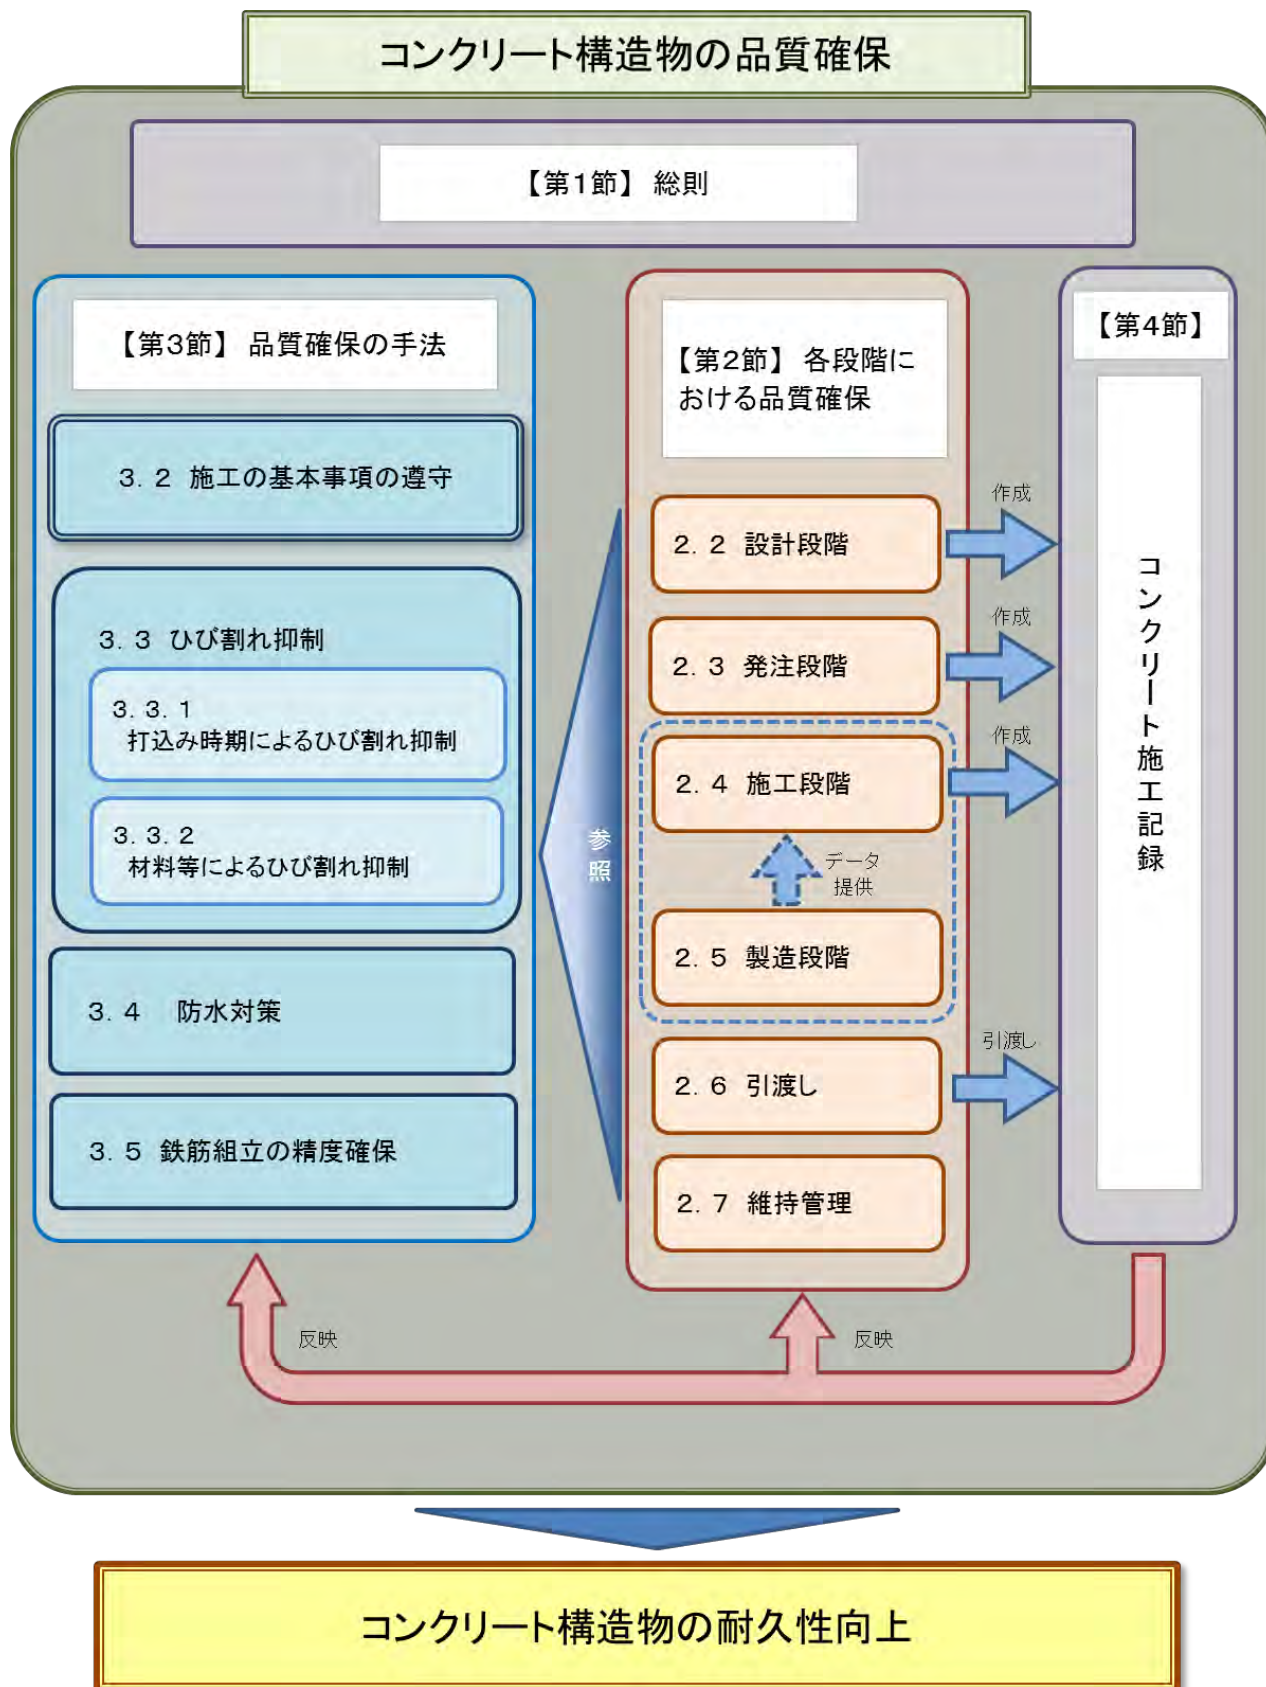 コンクリート構造物の品質確保
【第1節】 総則
【第3節】 品質確保の手法
3．2 施工の基本事項の遵守
3．3 ひび割れ抑制
3．3．1
打込み時期によるひび割れ抑制
3．3．2
材料等によるひび割れ抑制
3．4 防水対策
3．5 鉄筋組立の精度確保
参照
【第2節】 各段階に
おける品質確保
2．2 設計段階
2．3 発注段階
2．4 施工段階
データ
提供
2．5 製造段階
2．6 引渡し
2．7 維持管理
作成
作成
作成
引渡し
【第4節】
コンクリート施工記録
反映
反映
コンクリート構造物の耐久性向上